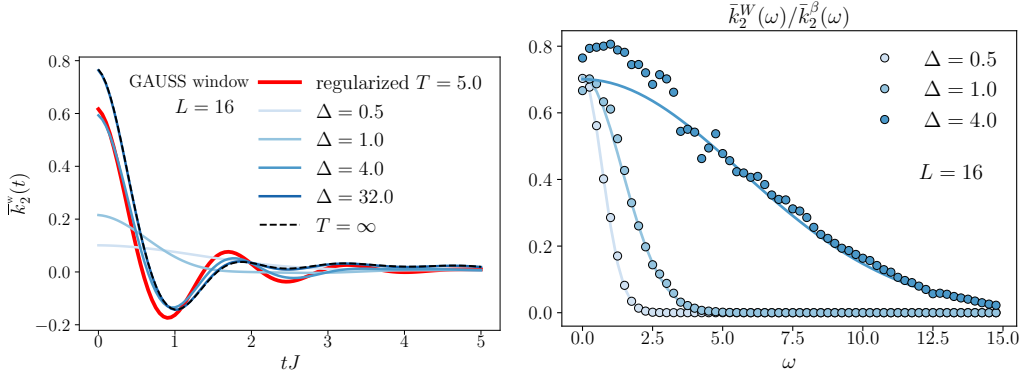 GAUSS window
L = 16
regularized T = 5.0
Δ = 0.5
Δ = 1.0
Δ = 4.0
Δ = 32.0
T = ∞
0.8
0.6
0.4
0.2
0.0
−0.2
k̄₂ʷ(t)
0 1 2 3 4 5
tJ
k̄₂ᵂ(ω)/k̄₂ᵝ(ω)
Δ = 0.5
Δ = 1.0
Δ = 4.0
L = 16
0.8
0.6
0.4
0.2
0.0
0.0 2.5 5.0 7.5 10.0 12.5 15.0
ω